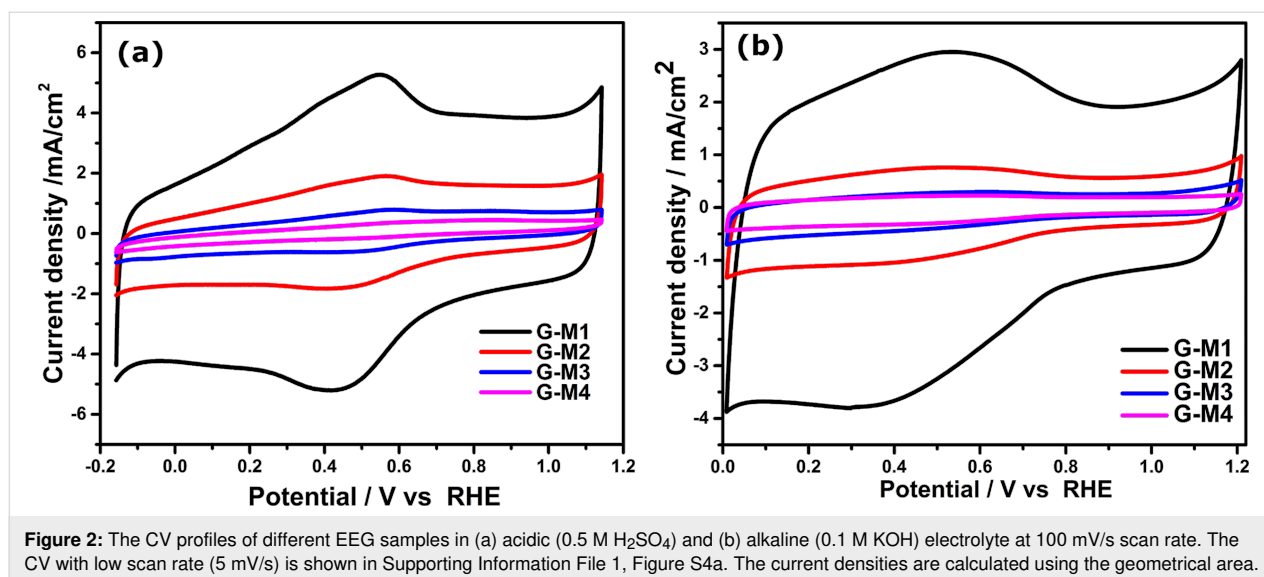 (a)
Current density /mA/cm²
6
4
2
0
-2
-4
-6
G-M1
G-M2
G-M3
G-M4
-0.2 0.0 0.2 0.4 0.6 0.8 1.0 1.2
Potential / V vs RHE
(b)
Current density / mA/cm²
3
2
1
0
-1
-2
-3
-4
G-M1
G-M2
G-M3
G-M4
0.0 0.2 0.4 0.6 0.8 1.0 1.2
Potential / V vs RHE
Figure 2: The CV profiles of different EEG samples in (a) acidic (0.5 M H₂SO₄) and (b) alkaline (0.1 M KOH) electrolyte at 100 mV/s scan rate. The
CV with low scan rate (5 mV/s) is shown in Supporting Information File 1, Figure S4a. The current densities are calculated using the geometrical area.